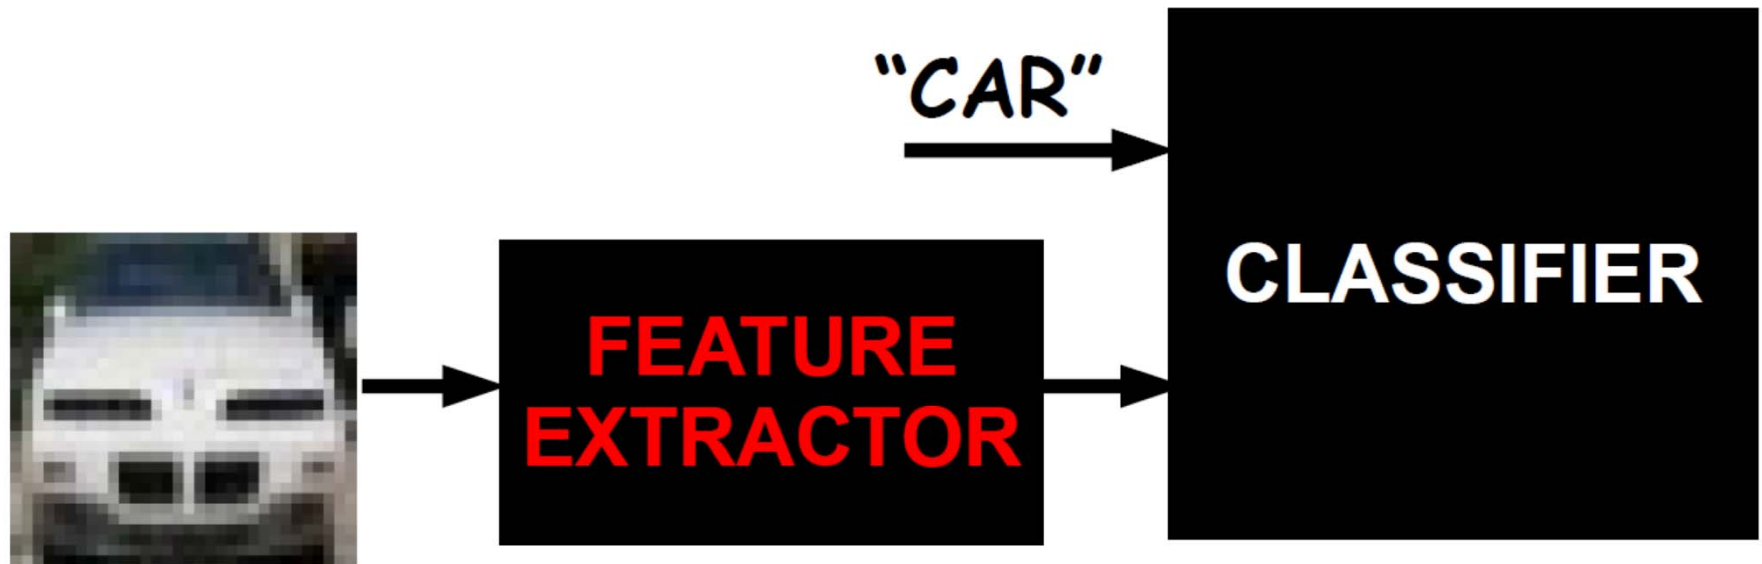 “CAR”
CLASSIFIER
FEATURE
EXTRACTOR